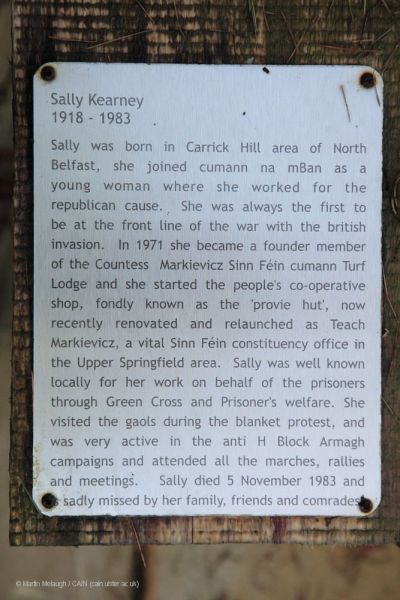 Sally Kearney
1918 - 1983
Sally was born in Carrick Hill area of North
Belfast, she joined cumann na mBan as a
young woman where she worked for the
republican cause. She was always the first to
be at the front line of the war with the british
invasion. In 1971 she became a founder member
of the Countess Markievicz Sinn Féin cumann Turf
Lodge and she started the people's co-operative
shop, fondly known as the 'provie hut', now
recently renovated and relaunched as Teach
Markievicz, a vital Sinn Féin constituency office in
the Upper Springfield area. Sally was well known
locally for her work on behalf of the prisoners
through Green Cross and Prisoner's welfare. She
visited the gaols during the blanket protest, and
was very active in the anti H Block Armagh
campaigns and attended all the marches, rallies
and meetings. Sally died 5 November 1983 and
is sadly missed by her family, friends and comrades.
© Martin Melaugh / CAIN (cain.ulster.ac.uk)